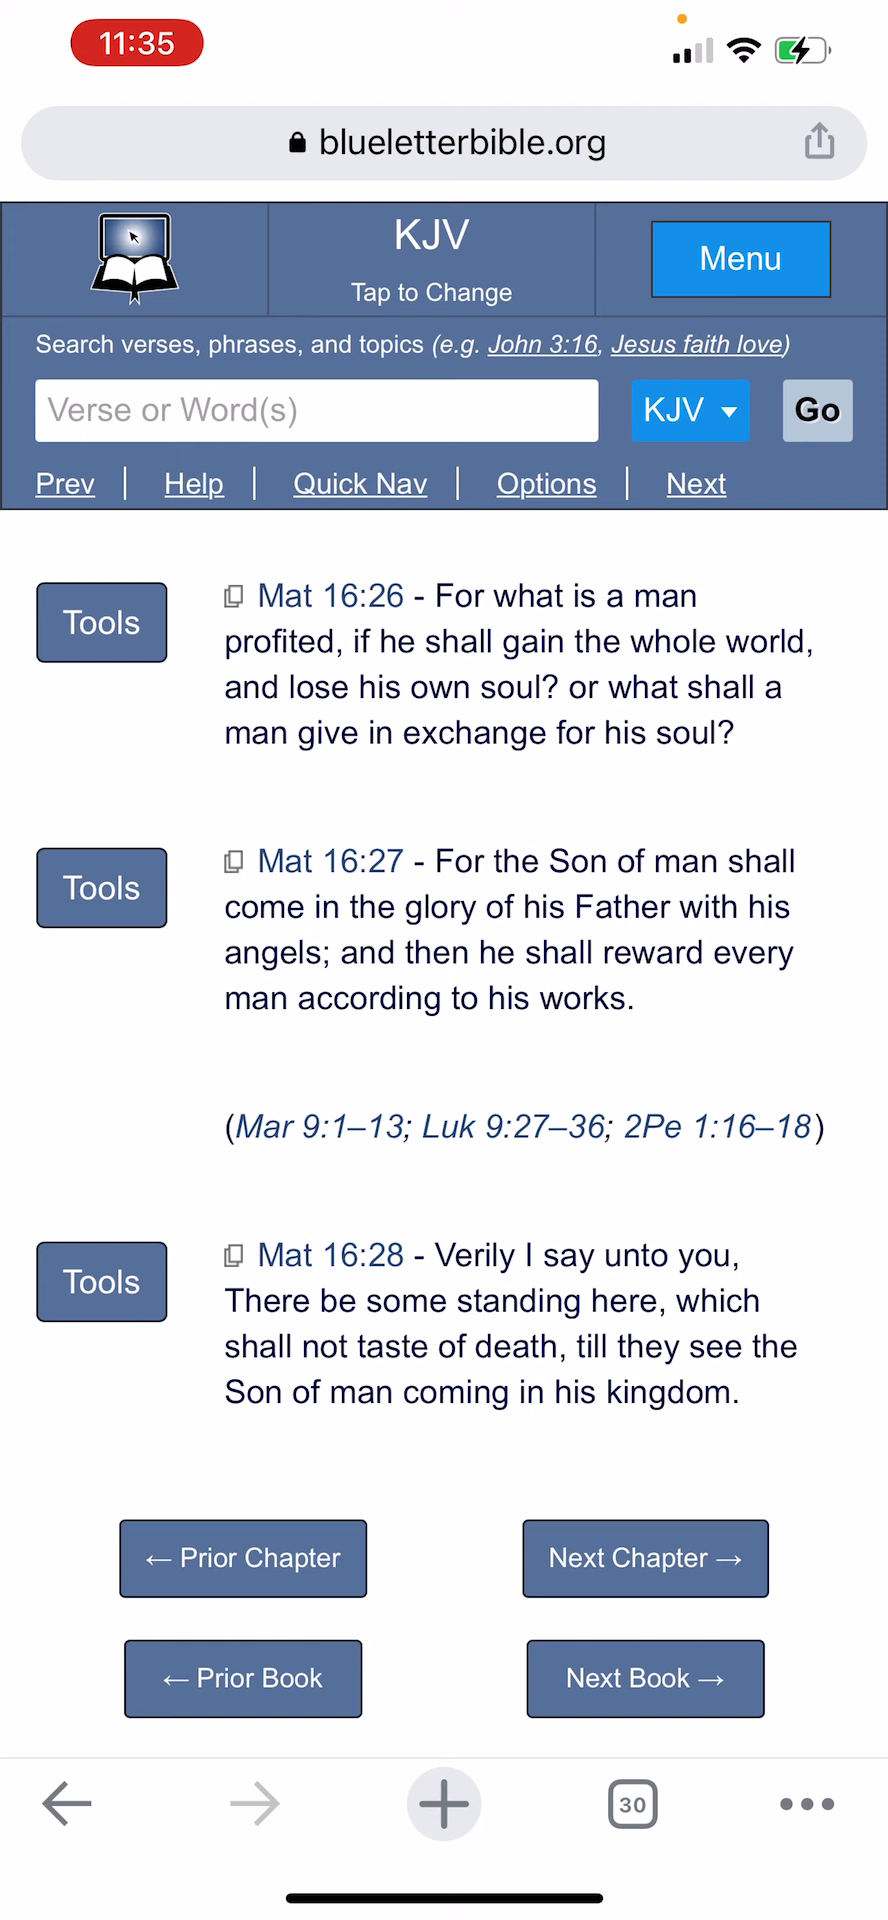 11:35
blueletterbible.org
KJV
Tap to Change
Menu
Search verses, phrases, and topics (e.g. John 3:16, Jesus faith love)
Verse or Word(s)
KJV
Go
Prev | Help | Quick Nav | Options | Next
Tools
Mat 16:26 - For what is a man
profited, if he shall gain the whole world,
and lose his own soul? or what shall a
man give in exchange for his soul?
Tools
Mat 16:27 - For the Son of man shall
come in the glory of his Father with his
angels; and then he shall reward every
man according to his works.
(Mar 9:1–13; Luk 9:27–36; 2Pe 1:16–18)
Tools
Mat 16:28 - Verily I say unto you,
There be some standing here, which
shall not taste of death, till they see the
Son of man coming in his kingdom.
← Prior Chapter
Next Chapter →
← Prior Book
Next Book →
30